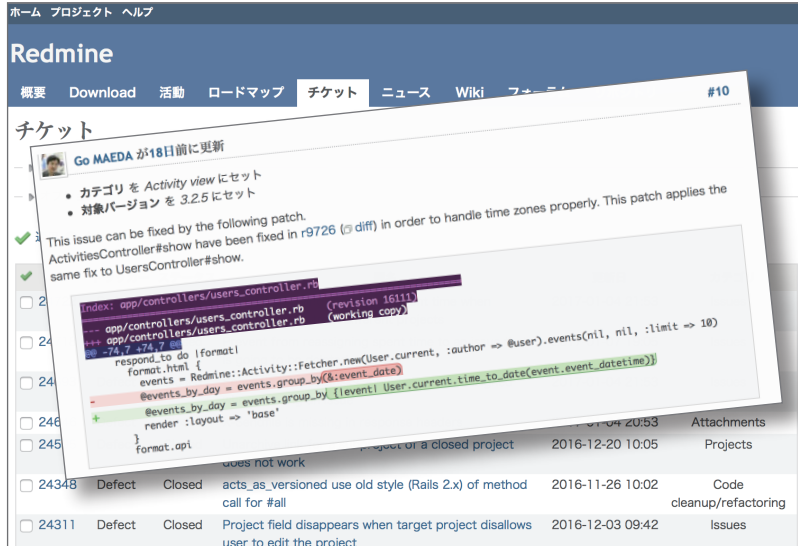 ホーム プロジェクト ヘルプ
Redmine
概要 Download 活動 ロードマップ チケット ニュース Wiki
チケット
#10
Go MAEDA が18日前に更新
カテゴリ を Activity view にセット
対象バージョン を 3.2.5 にセット
This issue can be fixed by the following patch.
ActivitiesController#show have been fixed in r9726 (diff) in order to handle time zones properly. This patch applies the
same fix to UsersController#show.
Index: app/controllers/users_controller.rb
===================================================================
--- app/controllers/users_controller.rb (revision 16111)
+++ app/controllers/users_controller.rb (working copy)
@@ -74,7 +74,7 @@
respond_to do |format|
format.html {
events = Redmine::Activity::Fetcher.new(User.current, :author => @user).events(nil, nil, :limit => 10)
- @events_by_day = events.group_by(&:event_date)
+ @events_by_day = events.group_by {|event| User.current.time_to_date(event.event_datetime)}
render :layout => 'base'
}
format.api
20:53 Attachments
of a closed project 2016-12-20 10:05 Projects
does not work
24348 Defect Closed acts_as_versioned use old style (Rails 2.x) of method 2016-11-26 10:02 Code
call for #all cleanup/refactoring
24311 Defect Closed Project field disappears when target project disallows 2016-12-03 09:42 Issues
user to edit the project